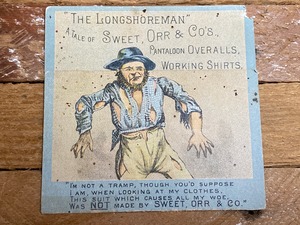 "THE LONGSHOREMAN"
A TALE OF SWEET, ORR & CO'S.,
PANTALOON OVERALLS,
WORKING SHIRTS.
"I'M NOT A TRAMP, THOUGH YOU'D SUPPOSE
I AM, WHEN LOOKING AT MY CLOTHES,
THIS SUIT WHICH CAUSES ALL MY WOE,
WAS NOT MADE BY SWEET, ORR & CO."